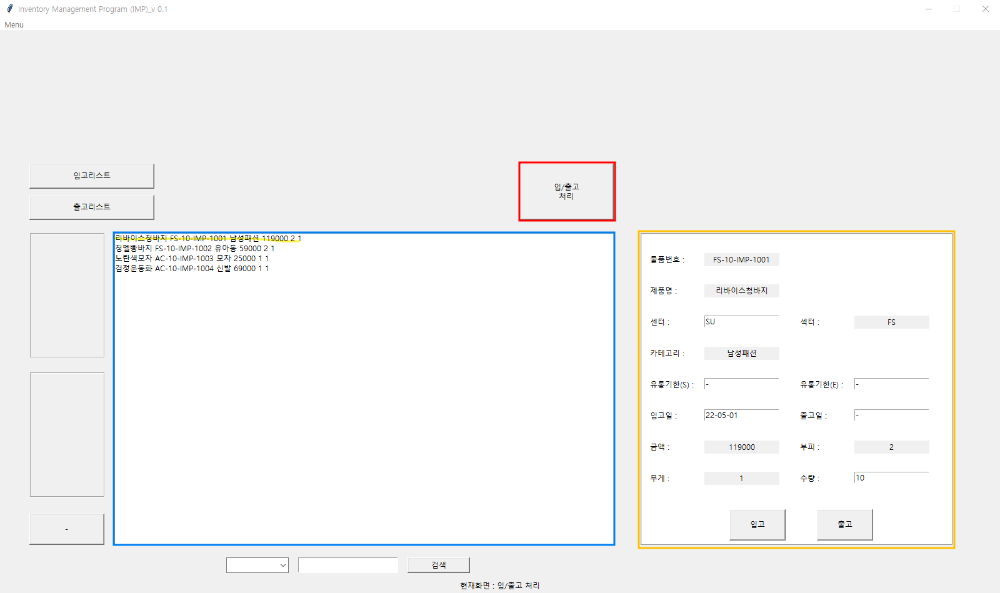 Inventory Management Program (IMP)_v 0.1
Menu
입고리스트
출고리스트
입/출고
처리
리바이스청바지 FS-10-IMP-1001 남성패션 119000 2 1
청멜빵바지 FS-10-IMP-1002 유아동 59000 2 1
노란색모자 AC-10-IMP-1003 모자 25000 1 1
검정운동화 AC-10-IMP-1004 신발 69000 1 1
-
물품번호 : FS-10-IMP-1001
제품명 : 리바이스청바지
센터 : SU 섹터 : FS
카테고리 : 남성패션
유통기한(S) : - 유통기한(E) : -
입고일 : 22-05-01 출고일 : -
금액 : 119000 부피 : 2
무게 : 1 수량 : 10
입고 출고
검색
현재화면 : 입/출고 처리